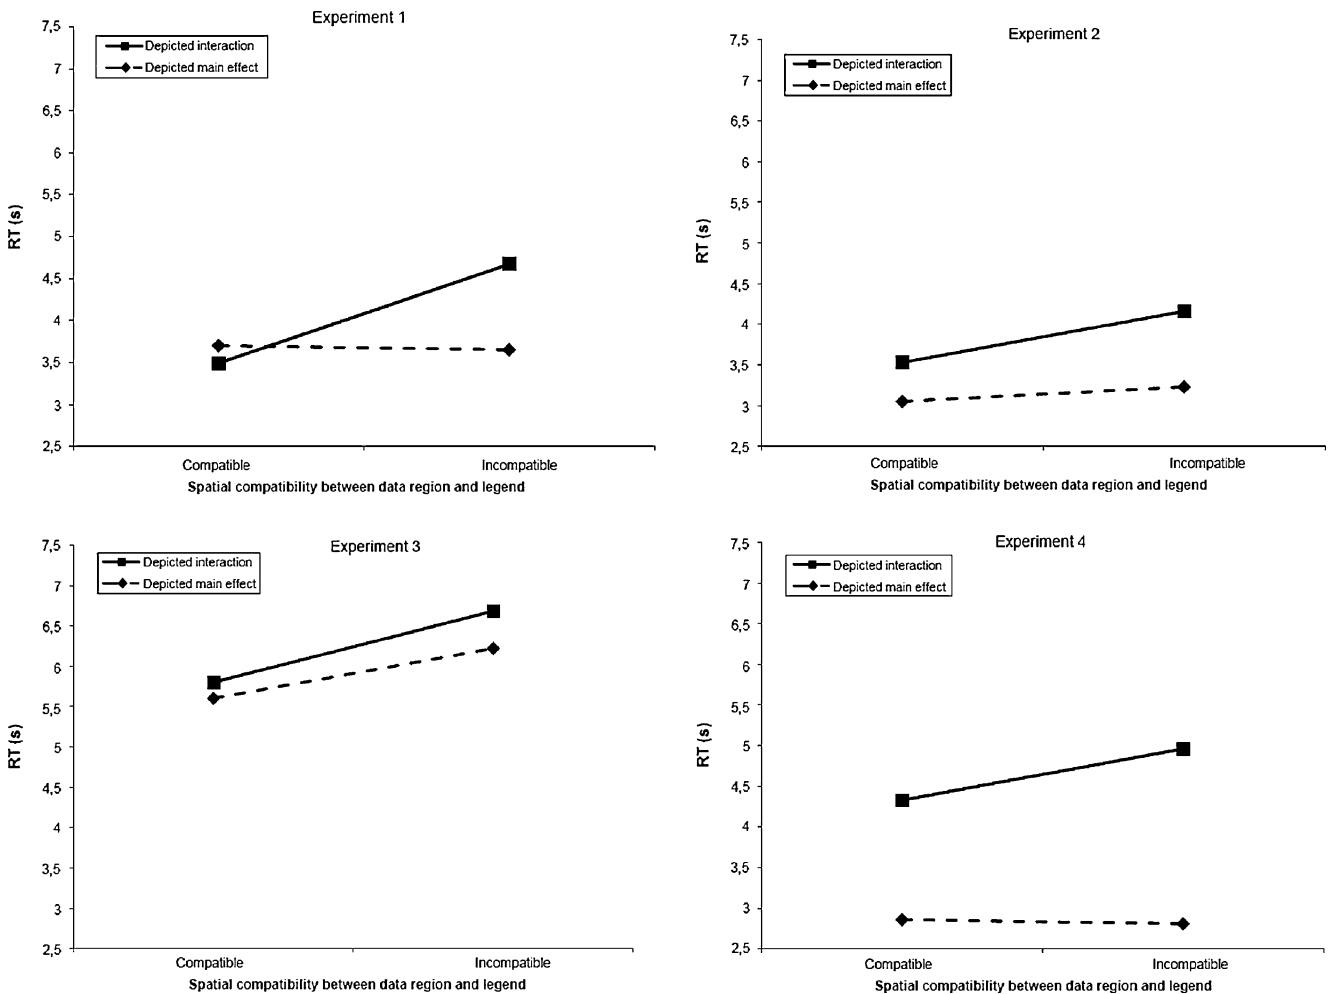 Experiment 1
7,5
Depicted interaction
Depicted main effect
7
6,5
6
5,5
5
4,5
4
3,5
3
2,5
RT (s)
Compatible
Incompatible
Spatial compatibility between data region and legend
Experiment 2
7,5
Depicted interaction
Depicted main effect
7
6,5
6
5,5
5
4,5
4
3,5
3
2,5
RT (s)
Compatible
Incompatible
Spatial compatibility between data region and legend
Experiment 3
7,5
Depicted interaction
Depicted main effect
7
6,5
6
5,5
5
4,5
4
3,5
3
2,5
RT (s)
Compatible
Incompatible
Spatial compatibility between data region and legend
Experiment 4
7,5
Depicted interaction
Depicted main effect
7
6,5
6
5,5
5
4,5
4
3,5
3
2,5
RT (s)
Compatible
Incompatible
Spatial compatibility between data region and legend